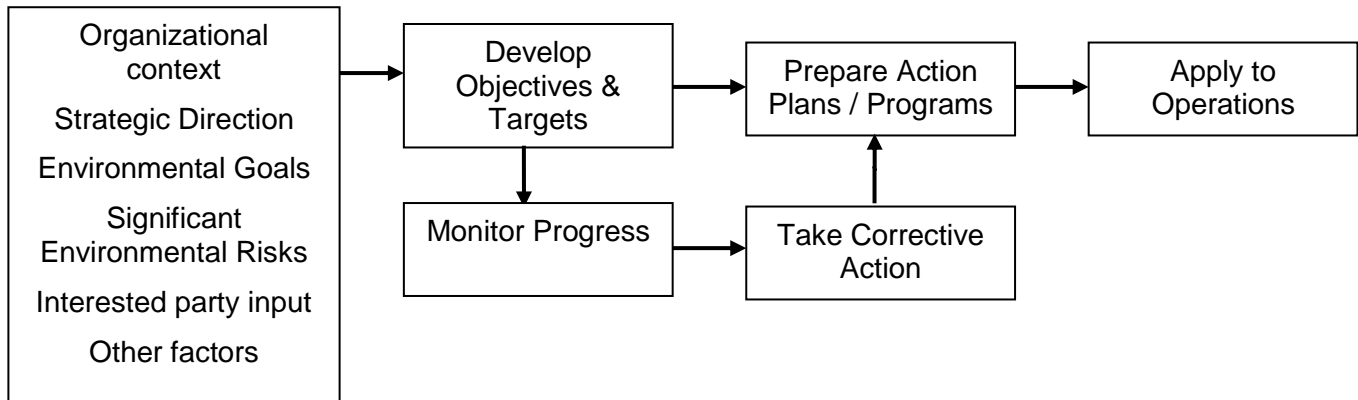 Organizational
context
Strategic Direction
Environmental Goals
Significant
Environmental Risks
Interested party input
Other factors
Develop
Objectives &
Targets
Prepare Action
Plans / Programs
Apply to
Operations
Monitor Progress
Take Corrective
Action